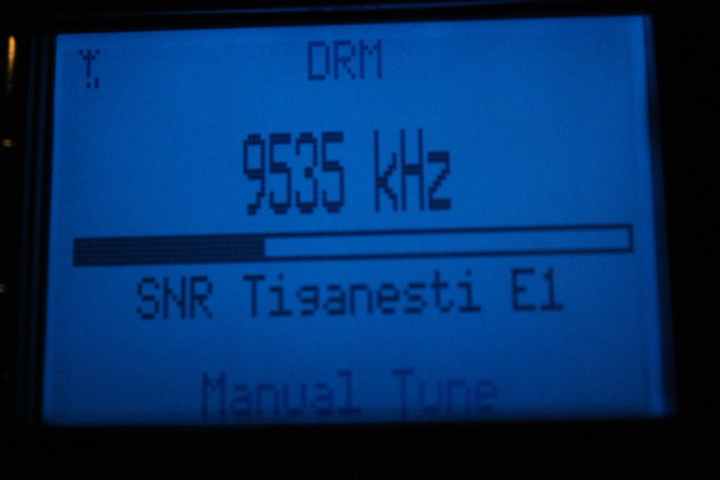 DRM
9535 kHz
SNR Tiganesti E1
Manual Tune